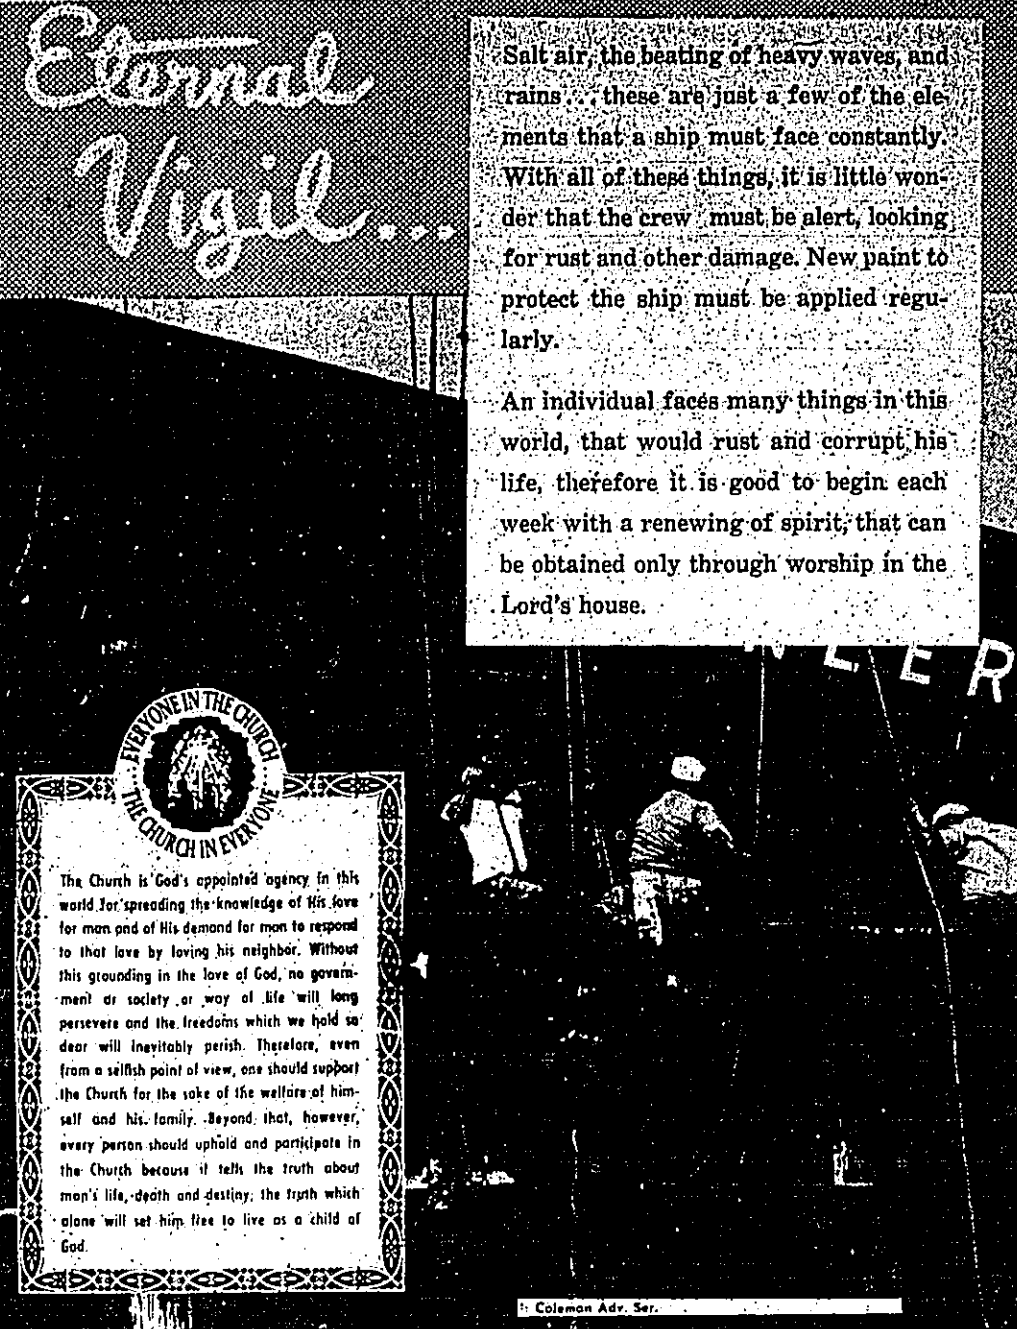 Eternal
Vigil...
Salt air, the beating of heavy waves, and
rains... these are just a few of the ele-
ments that a ship must face constantly.
With all of these things, it is little won-
der that the crew must be alert, looking
for rust and other damage. New paint to
protect the ship must be applied regu-
larly.
An individual faces many things in this
world, that would rust and corrupt his
life, therefore it is good to begin each
week with a renewing of spirit, that can
be obtained only through worship in the
Lord's house.
LER
...EVERYONE IN THE CHURCH...
THE CHURCH IN EVERYONE
The Church is God's appointed agency in this
world for spreading the knowledge of His love
for man and of His demand for man to respond
to that love by loving his neighbor. Without
this grounding in the love of God, no govern-
ment or society or way of life will long
persevere and the freedoms which we hold so
dear will inevitably perish. Therefore, even
from a selfish point of view, one should support
the Church for the sake of the welfare of him-
self and his family. Beyond that, however,
every person should uphold and participate in
the Church because it tells the truth about
man's life, death and destiny; the truth which
alone will set him free to live as a child of
God.
Coleman Adv. Ser.